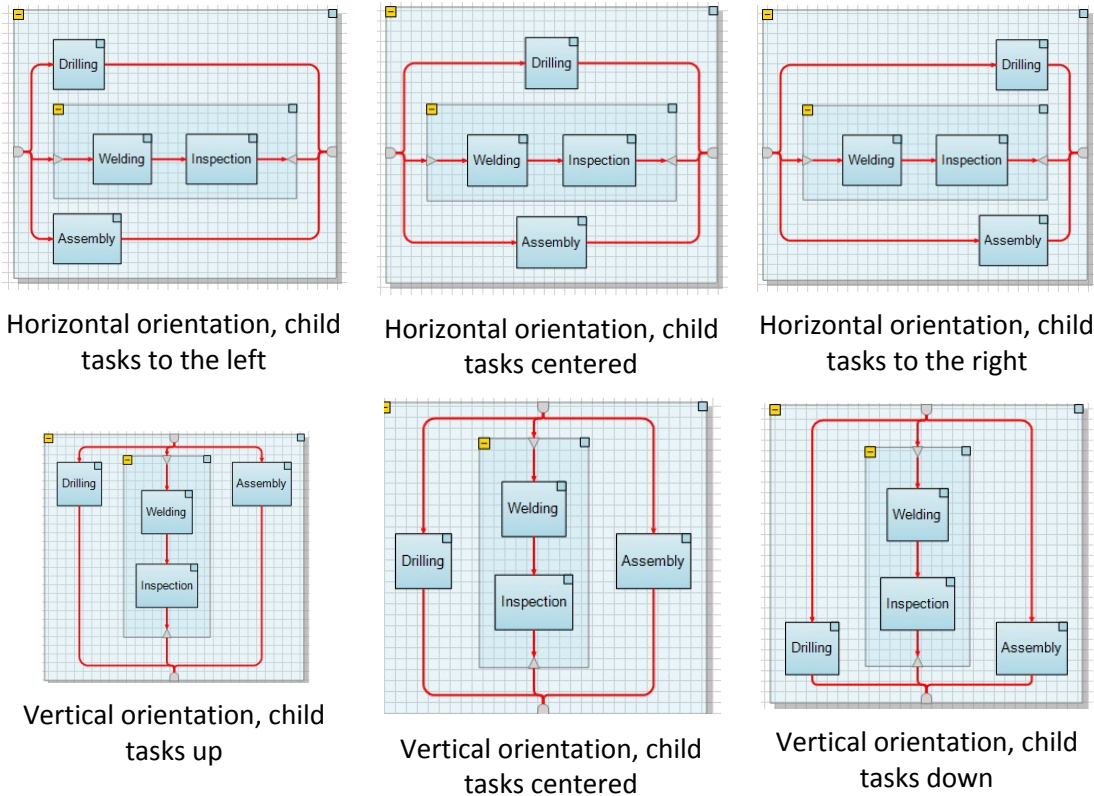 Drilling
Welding
Inspection
Assembly
Horizontal orientation, child
tasks to the left
Drilling
Welding
Inspection
Assembly
Horizontal orientation, child
tasks centered
Drilling
Welding
Inspection
Assembly
Horizontal orientation, child
tasks to the right
Drilling
Assembly
Welding
Inspection
Vertical orientation, child
tasks up
Welding
Drilling
Assembly
Inspection
Vertical orientation, child
tasks centered
Welding
Inspection
Drilling
Assembly
Vertical orientation, child
tasks down